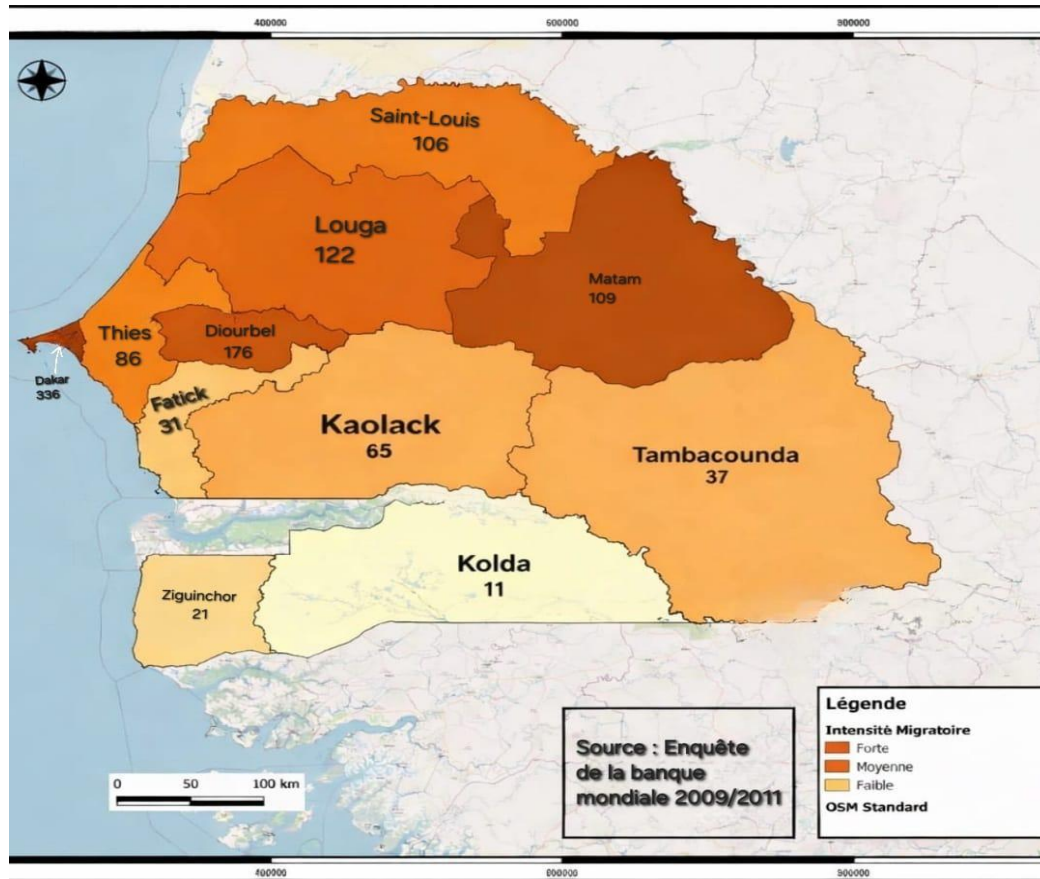 400000 600000 800000
Saint-Louis
106
Louga
122
Matam
109
Thies
86
Diourbel
176
Dakar
336
Fatick
31
Kaolack
65
Tambacounda
37
Kolda
11
Ziguinchor
21
Légende
Intensité Migratoire
Forte
Moyenne
Faible
OSM Standard
Source : Enquête
de la banque
mondiale 2009/2011
0 50 100 km
400000